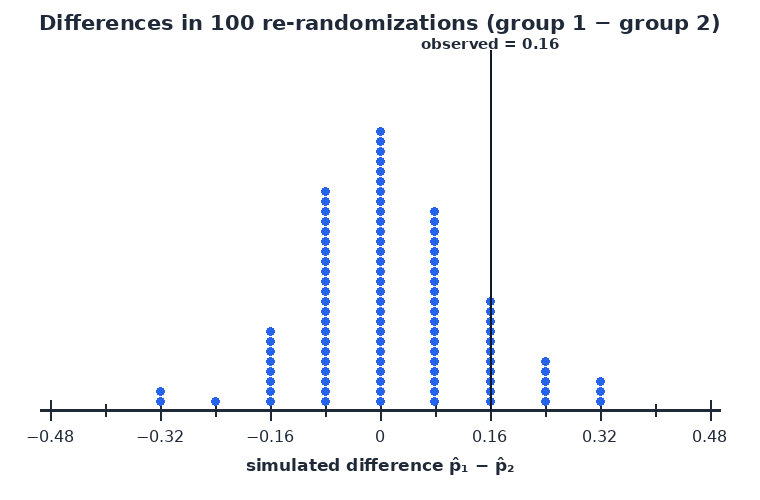 Differences in 100 re-randomizations (group 1 − group 2)
observed = 0.16
−0.48 −0.32 −0.16 0 0.16 0.32 0.48
simulated difference p̂₁ − p̂₂